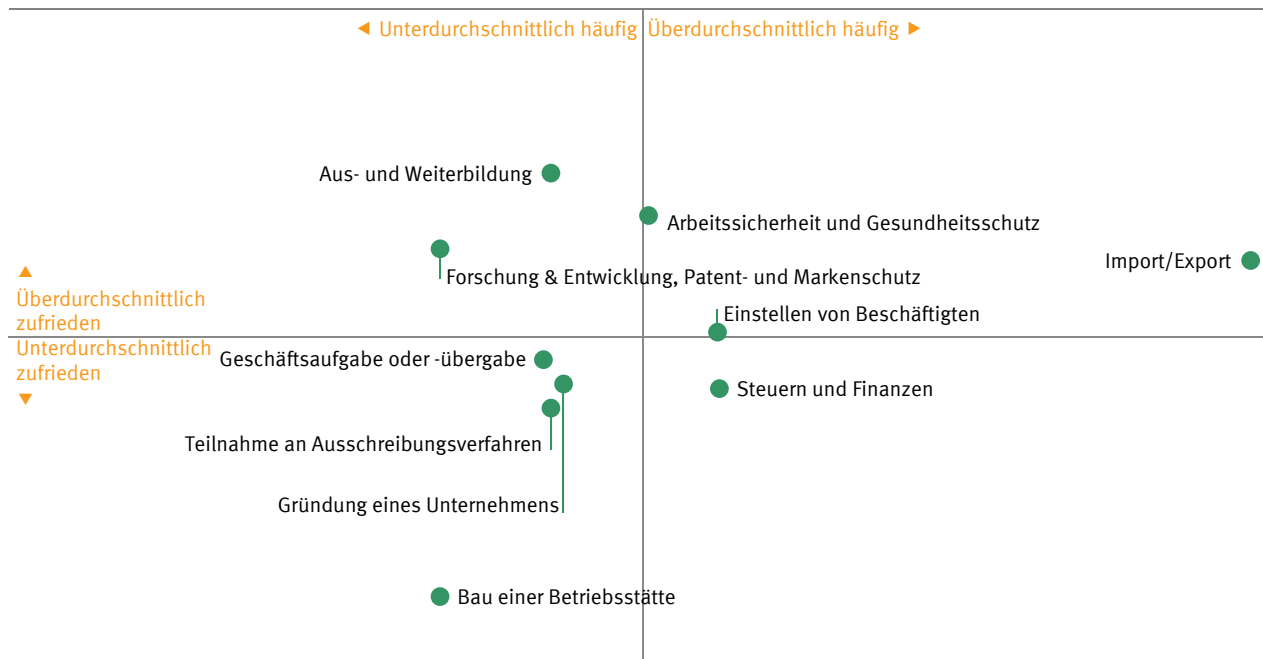 ◄ Unterdurchschnittlich häufig
Überdurchschnittlich häufig ►
Aus- und Weiterbildung
Arbeitssicherheit und Gesundheitsschutz
Import/Export
Forschung & Entwicklung, Patent- und Markenschutz
▲
Überdurchschnittlich
zufrieden
Einstellen von Beschäftigten
Unterdurchschnittlich
zufrieden
▼
Geschäftsaufgabe oder -übergabe
Steuern und Finanzen
Teilnahme an Ausschreibungsverfahren
Gründung eines Unternehmens
Bau einer Betriebsstätte